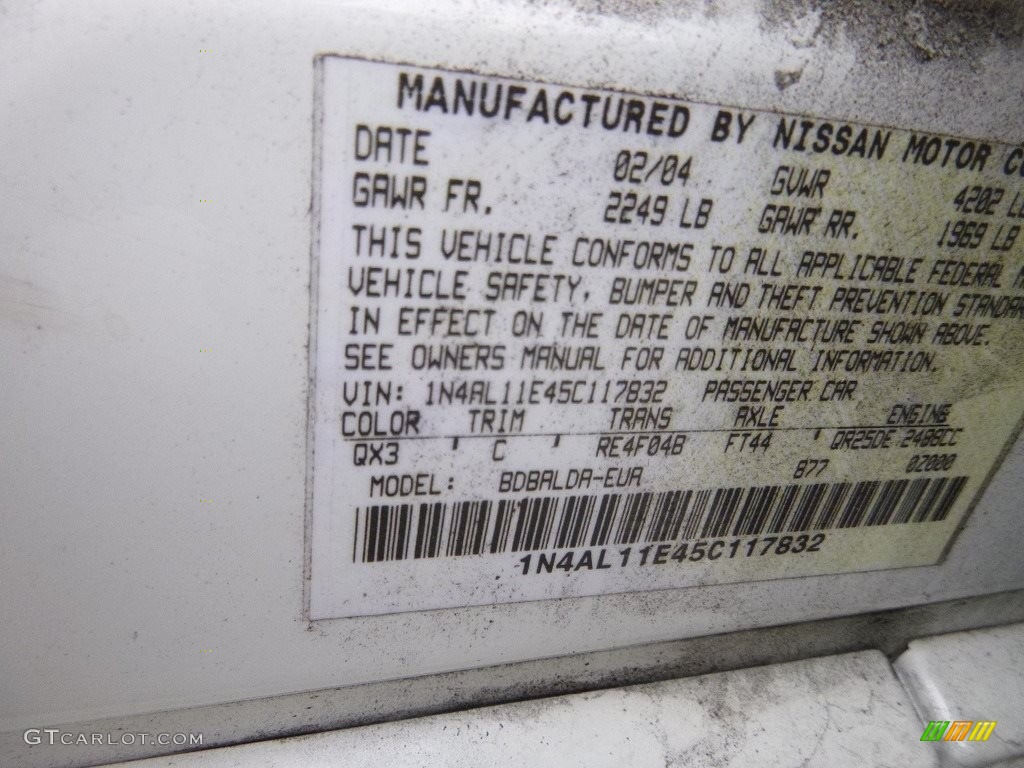 MANUFACTURED BY NISSAN MOTOR
DATE 02/04 GVWR 4202 LB
GAWR FR. 2249 LB GAWR RR. 1969 LB
THIS VEHICLE CONFORMS TO ALL APPLICABLE FEDERAL
VEHICLE SAFETY, BUMPER AND THEFT PREVENTION
IN EFFECT ON THE DATE OF MANUFACTURE SHOWN ABOVE.
SEE OWNERS MANUAL FOR ADDITIONAL INFORMATION.
VIN: 1N4AL11E45C117832 PASSENGER CAR
COLOR TRIM TRANS AXLE ENGINE
QX3 ' C ' RE4F04B FT44 ' QR25DE 2488CC
MODEL: BDBALDA-EUA 877 0Z000
1N4AL11E45C117832
GTCARLOT.COM